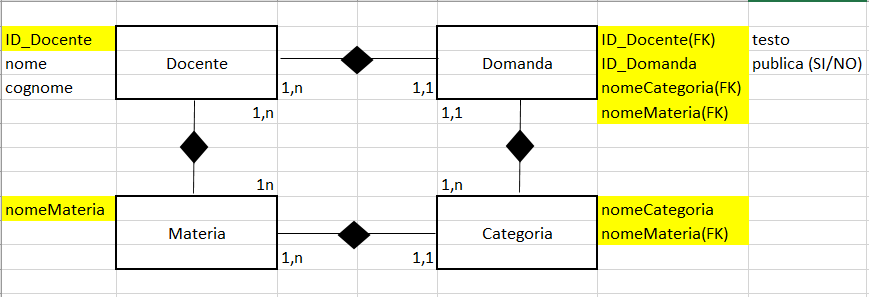 ID_Docente
nome
cognome
Docente
Domanda
ID_Docente(FK)
ID_Domanda
nomeCategoria(FK)
nomeMateria(FK)
testo
publica (SI/NO)
1,n
1,1
1,n
1,1
1n
1,n
nomeMateria
Materia
Categoria
nomeCategoria
nomeMateria(FK)
1,n
1,1